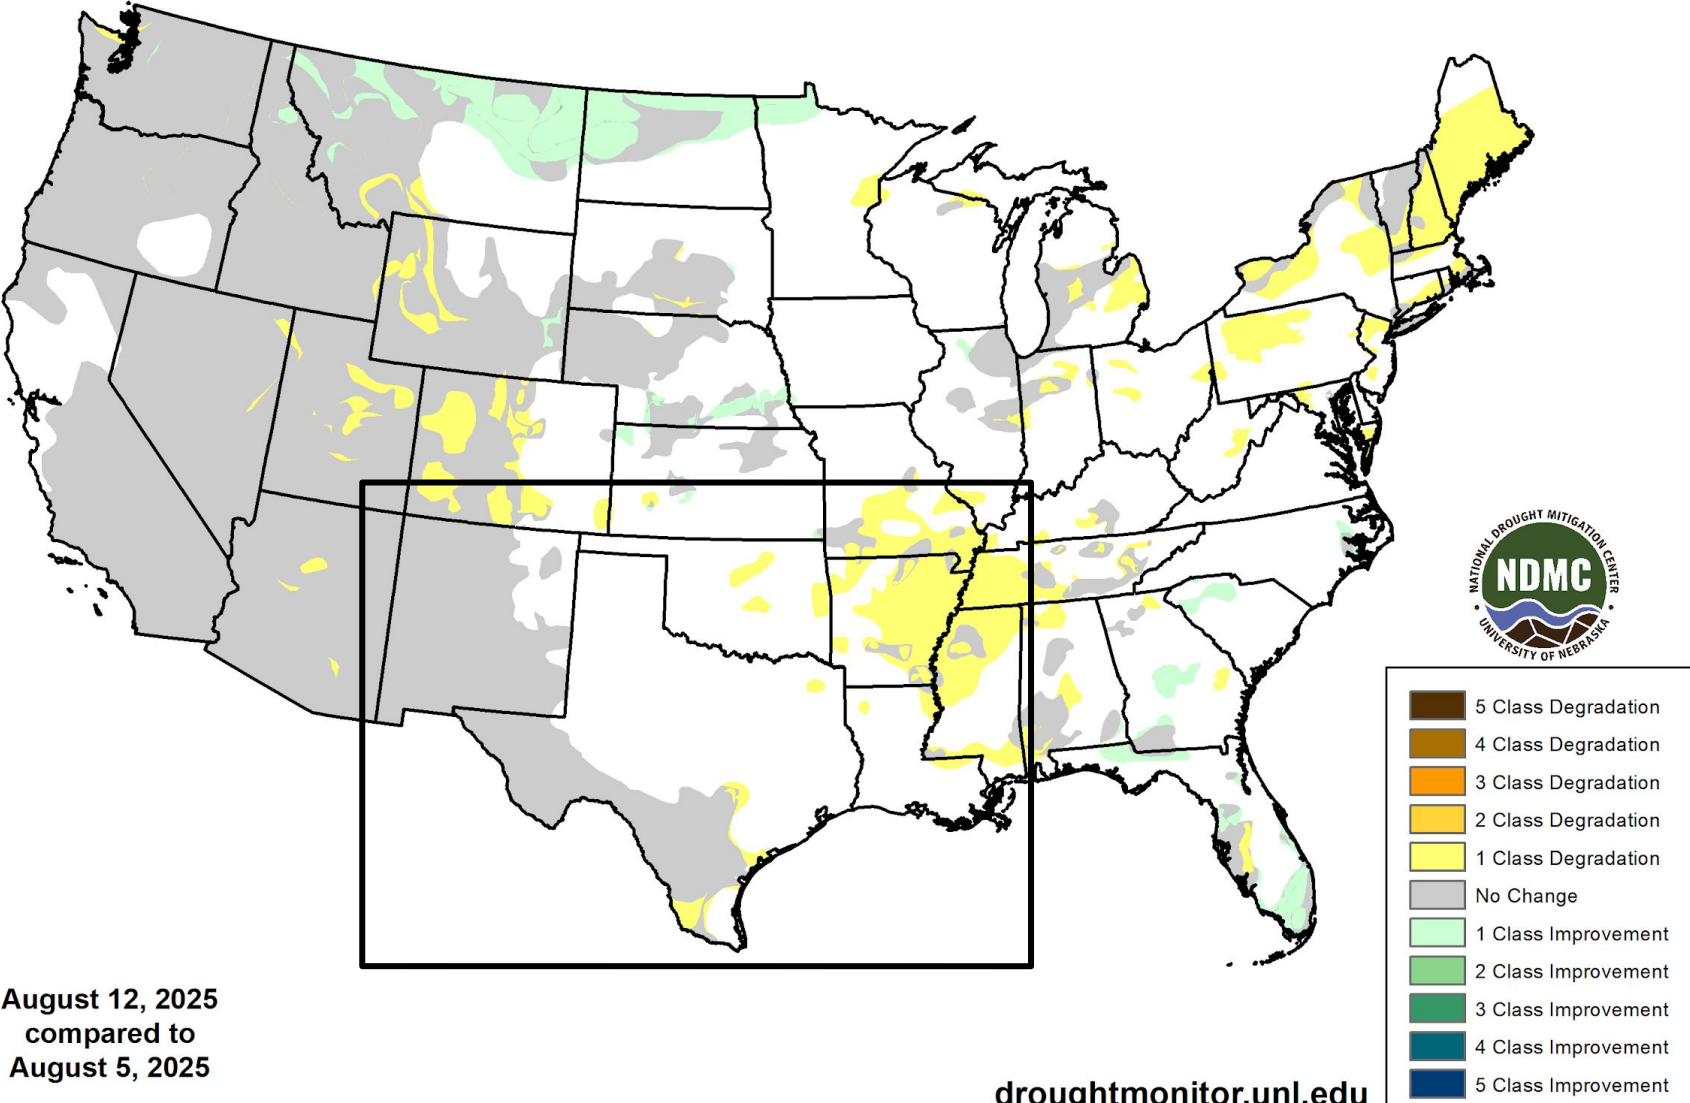 NATIONAL DROUGHT MITIGATION CENTER
NDMC
UNIVERSITY OF NEBRASKA
5 Class Degradation
4 Class Degradation
3 Class Degradation
2 Class Degradation
1 Class Degradation
No Change
1 Class Improvement
2 Class Improvement
3 Class Improvement
4 Class Improvement
5 Class Improvement
August 12, 2025
compared to
August 5, 2025
droughtmonitor.unl.edu